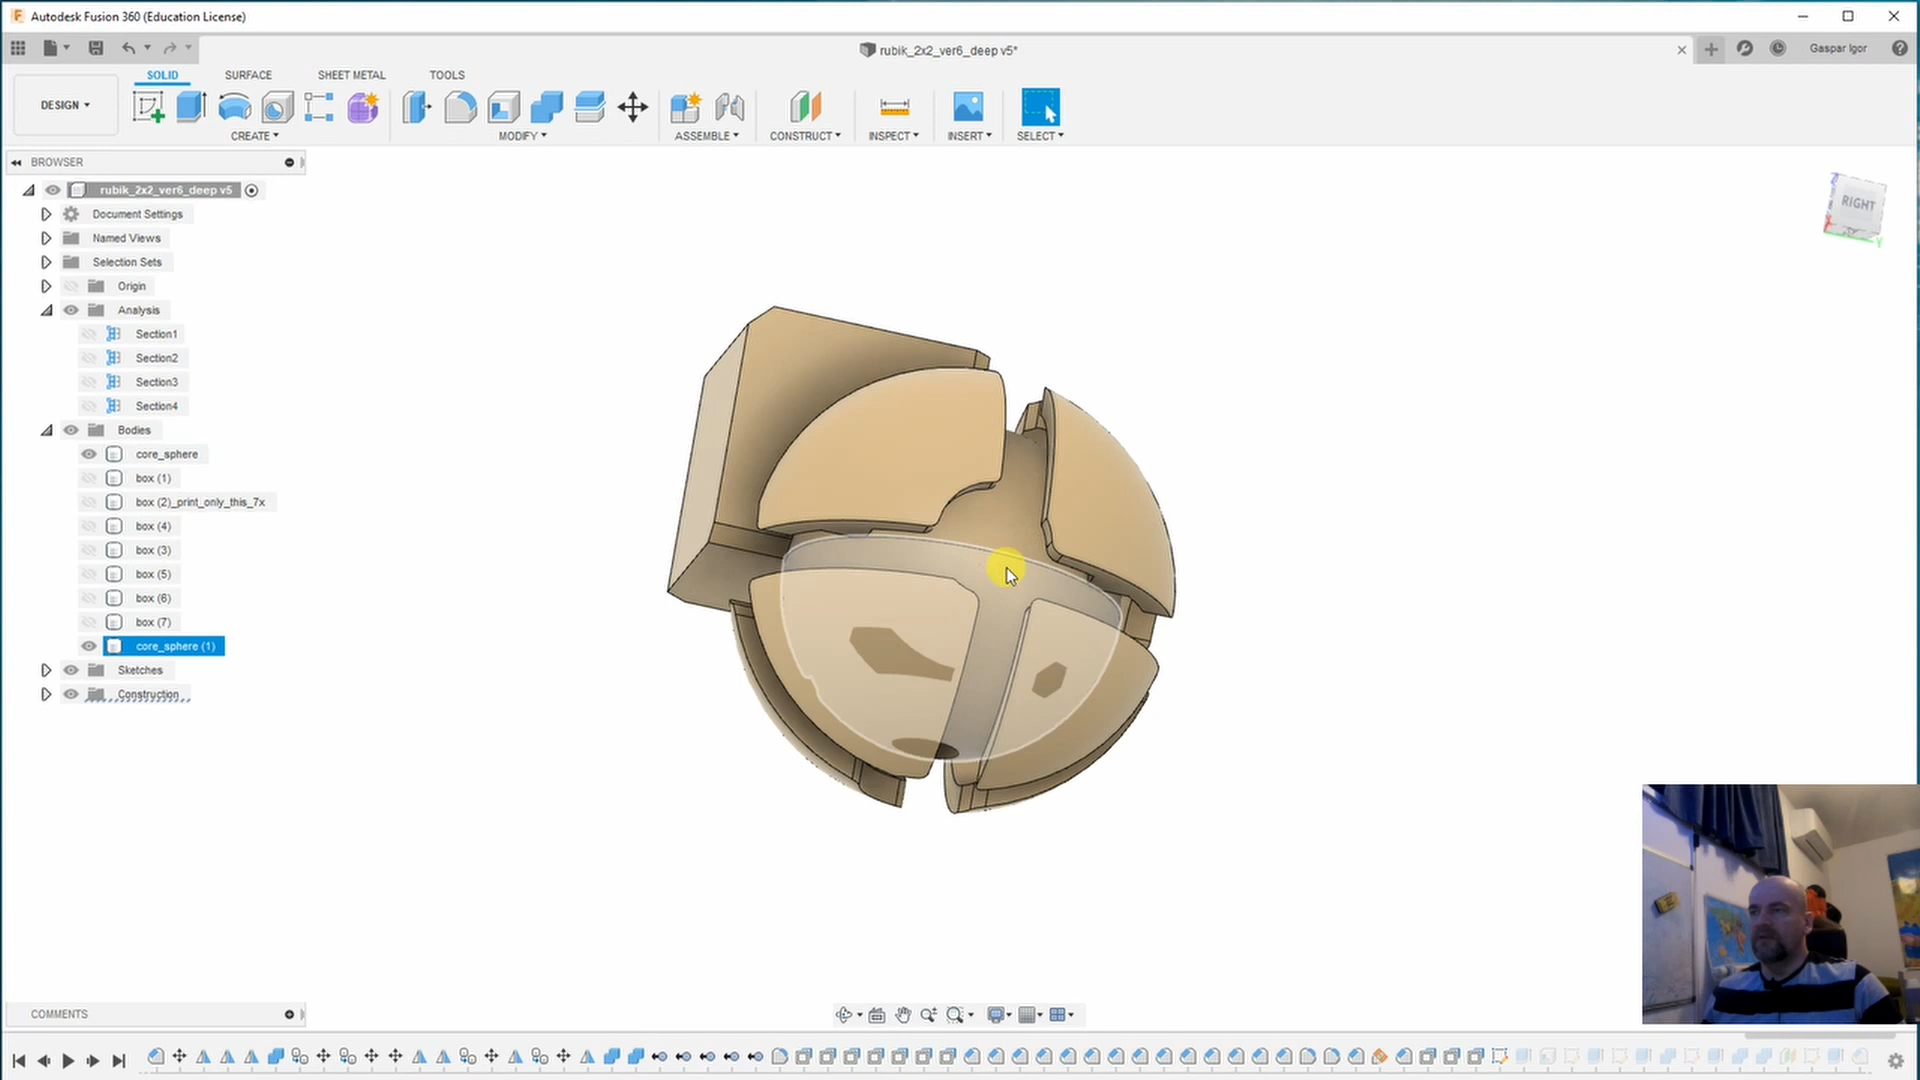 Autodesk Fusion 360 (Education License)
rubik_2x2_ver6_deep v5*
Gaspar Igor
DESIGN
SOLID
SURFACE
SHEET METAL
TOOLS
CREATE
MODIFY
ASSEMBLE
CONSTRUCT
INSPECT
INSERT
SELECT
BROWSER
rubik_2x2_ver6_deep v5
Document Settings
Named Views
Selection Sets
Origin
Analysis
Section1
Section2
Section3
Section4
Bodies
core_sphere
box (1)
box (2)_print_only_this_7x
box (4)
box (3)
box (5)
box (6)
box (7)
core_sphere (1)
Sketches
Construction
RIGHT
Y
COMMENTS